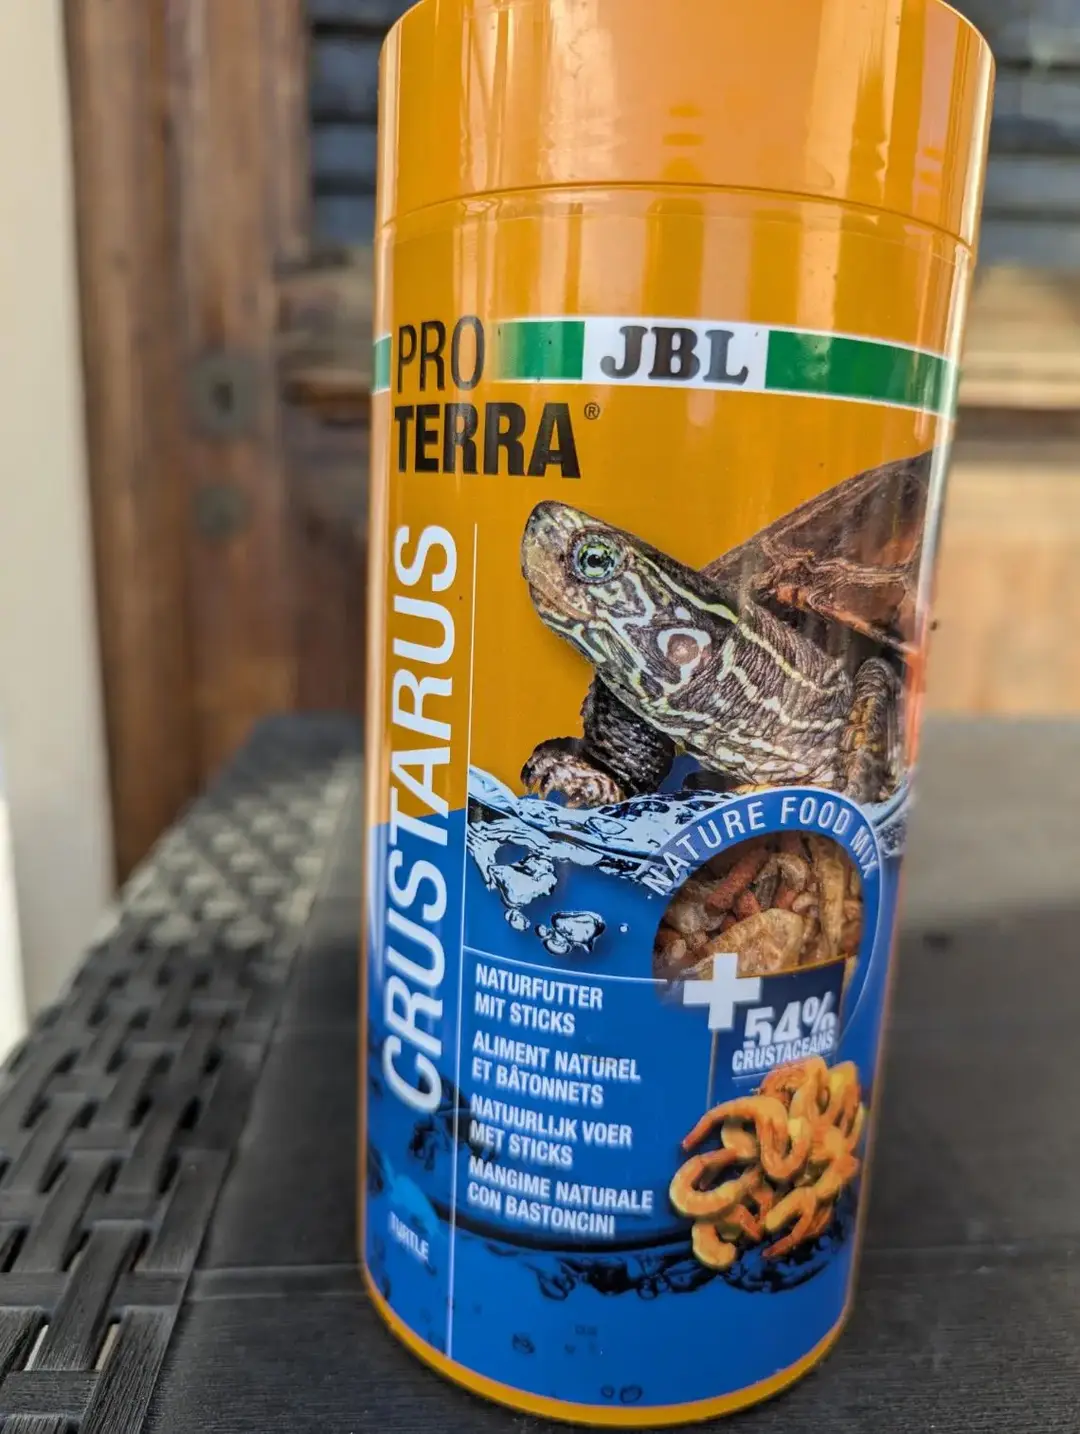 PRO
TERRA®
JBL
CRUSTARUS
NATURE FOOD MIX
54%
CRUSTACEANS
NATURFUTTER
MIT STICKS
ALIMENT NATUREL
ET BÂTONNETS
NATUURLIJK VOER
MET STICKS
MANGIME NATURALE
CON BASTONCINI
TURTLE